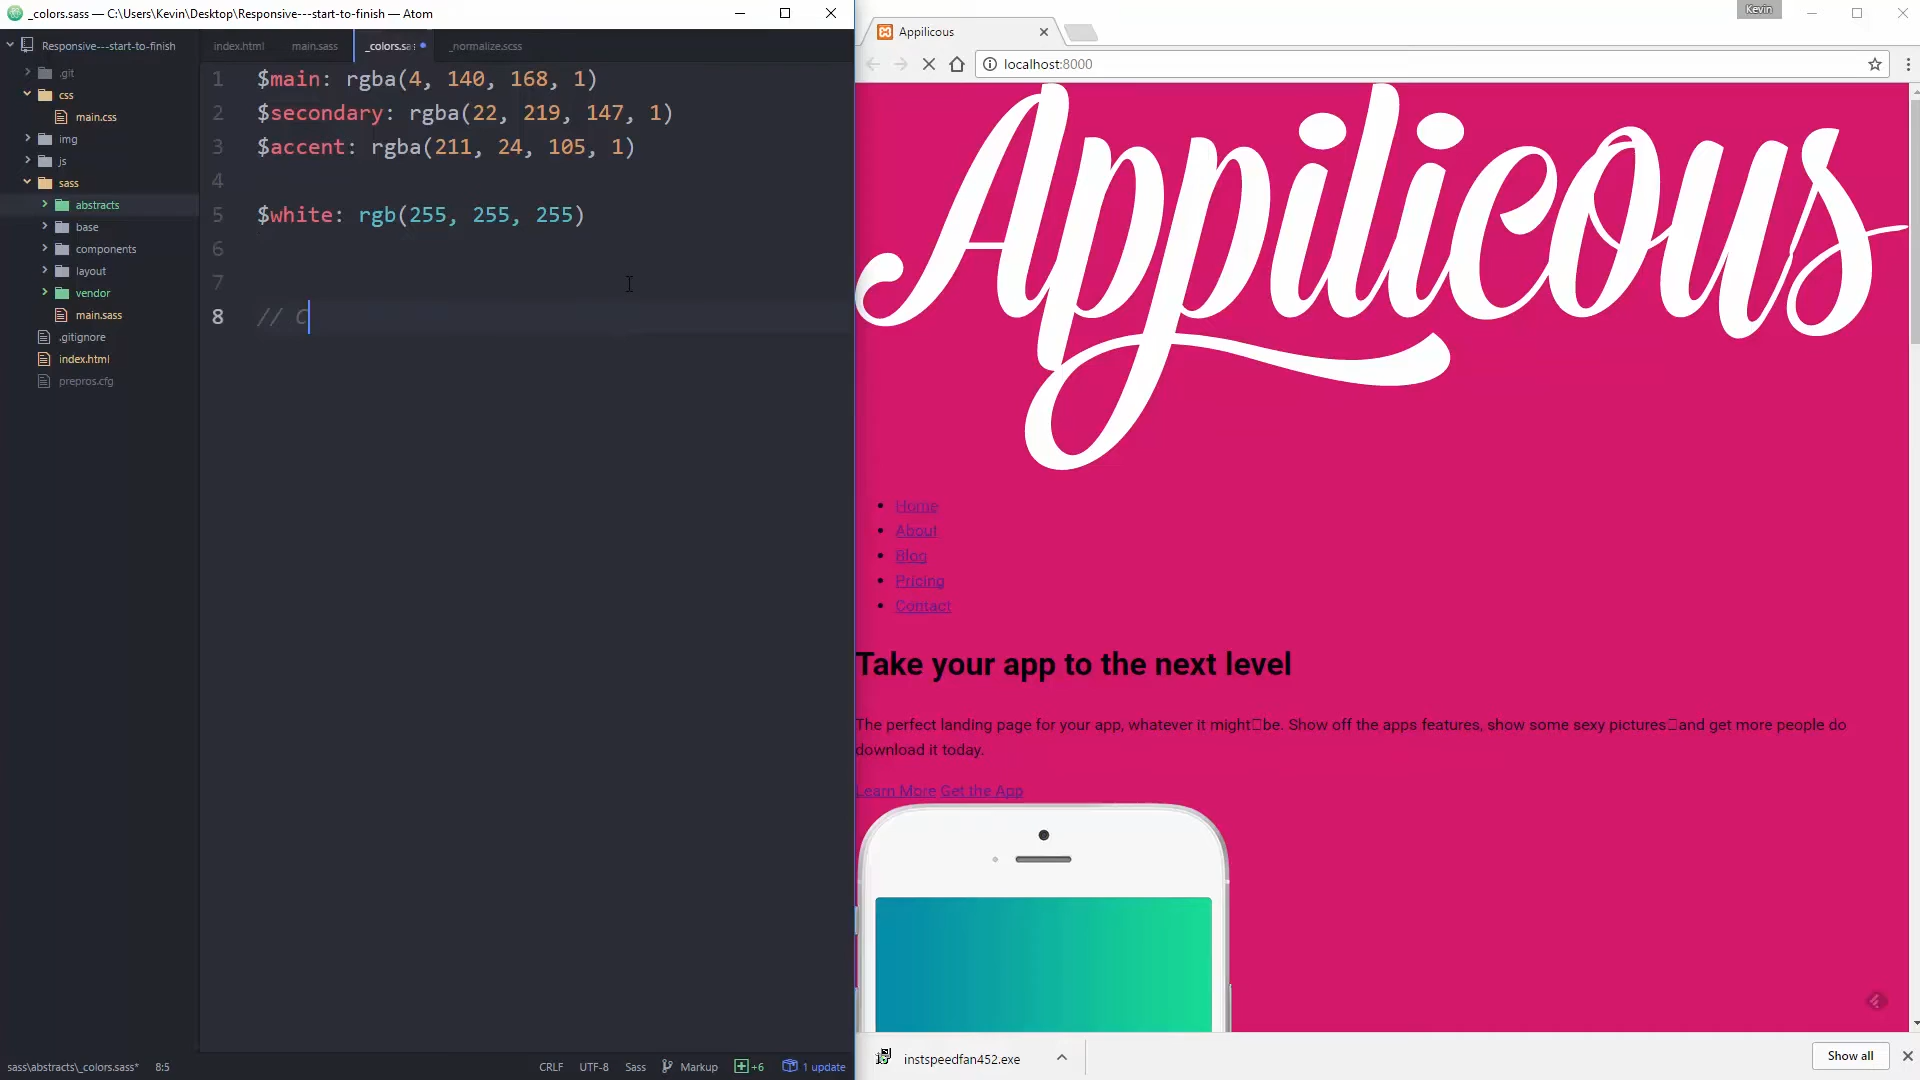 _colors.sass — C:\Users\Kevin\Desktop\Responsive---start-to-finish — Atom
Responsive---start-to-finish
.git
css
main.css
img
js
sass
abstracts
base
components
layout
vendor
main.sass
.gitignore
index.html
prepros.cfg
index.html
main.sass
_colors.sas
_normalize.scss
1 $main: rgba(4, 140, 168, 1)
2 $secondary: rgba(22, 219, 147, 1)
3 $accent: rgba(211, 24, 105, 1)
4
5 $white: rgb(255, 255, 255)
6
7
8 // C
sass\abstracts\_colors.sass*
8:5
CRLF
UTF-8
Sass
Markup
+6
1 update
Kevin
Appilicous
localhost:8000
Appilicous
Home
About
Blog
Pricing
Contact
Take your app to the next level
The perfect landing page for your app, whatever it might□be. Show off the apps features, show some sexy pictures□and get more people do
download it today.
Learn More Get the App
instspeedfan452.exe
Show all